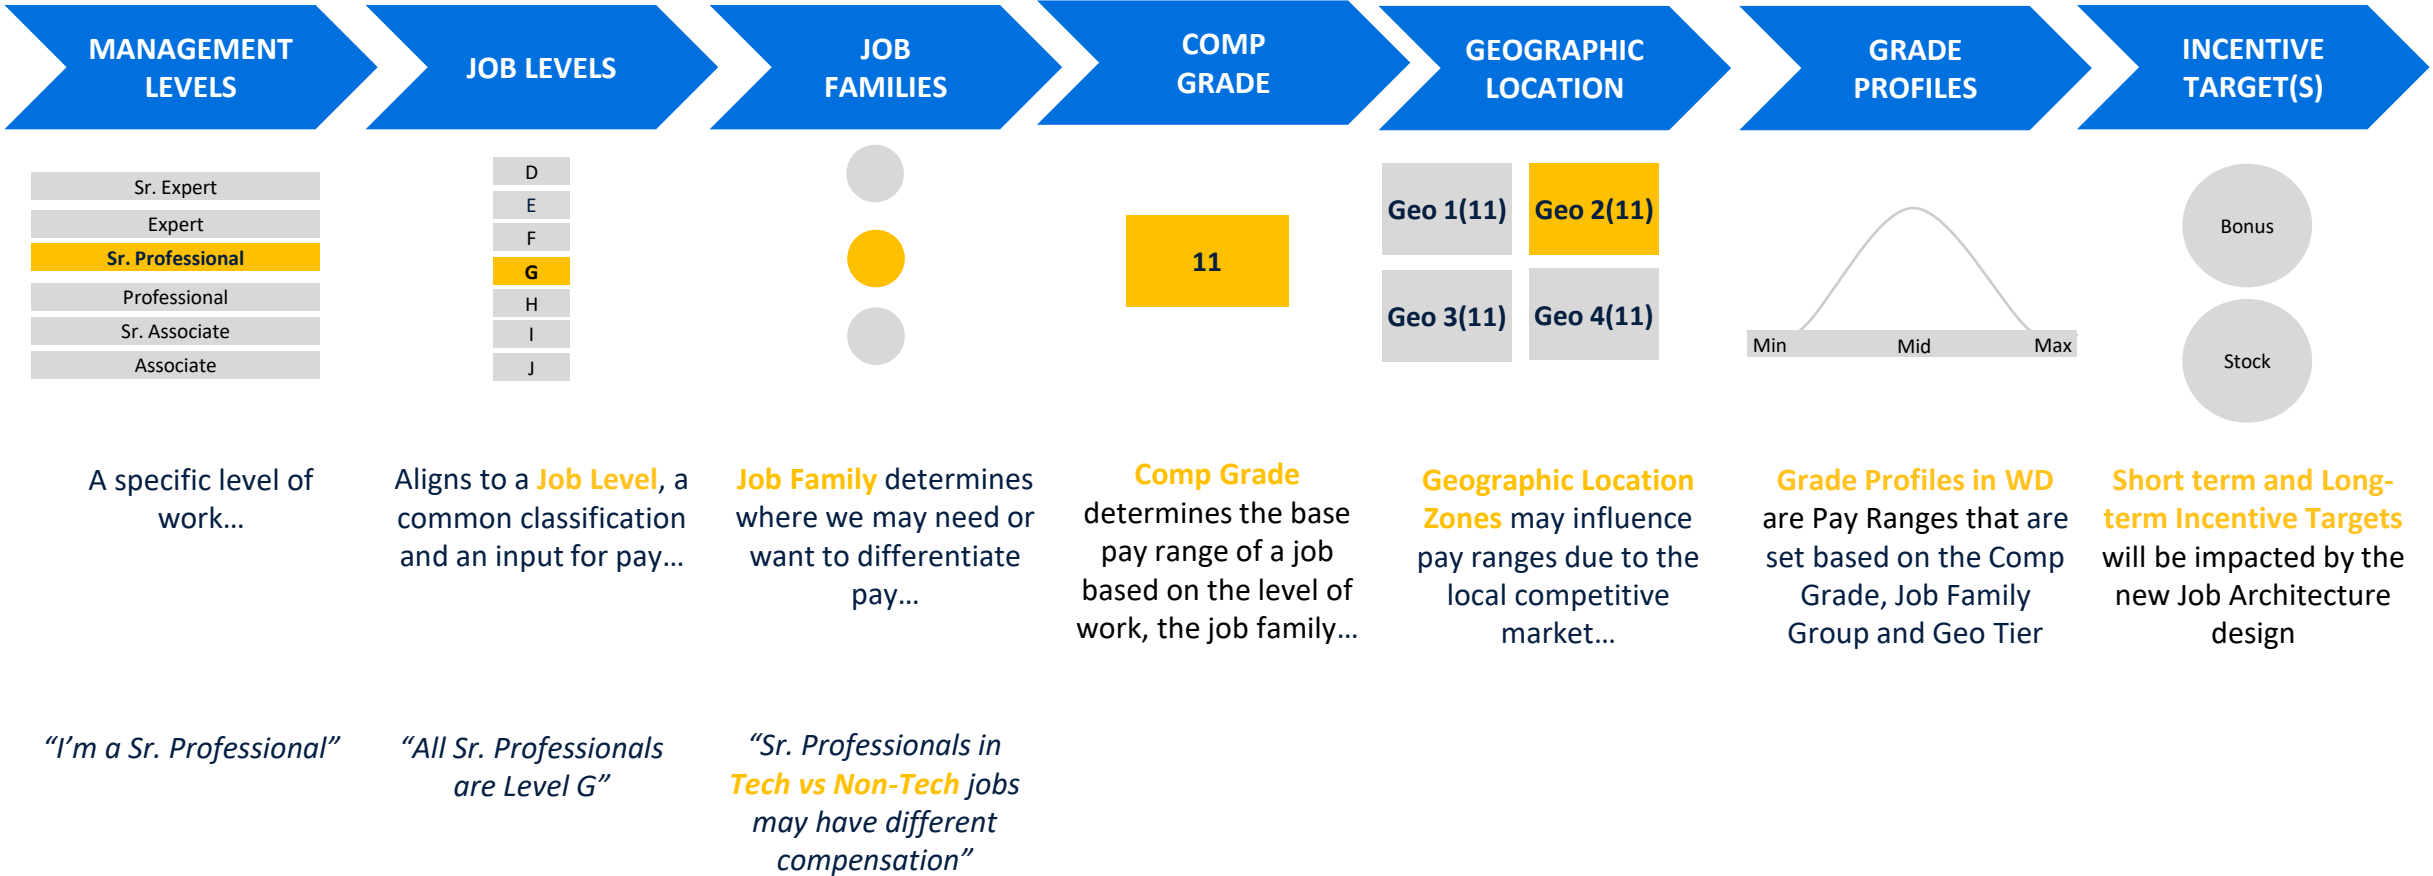 MANAGEMENT
LEVELS
JOB LEVELS
JOB
FAMILIES
COMP
GRADE
GEOGRAPHIC
LOCATION
GRADE
PROFILES
INCENTIVE
TARGET(S)
Sr. Expert
Expert
Sr. Professional
Professional
Sr. Associate
Associate
D
E
F
G
H
I
J
11
Geo 1(11)
Geo 2(11)
Geo 3(11)
Geo 4(11)
Min
Mid
Max
Bonus
Stock
A specific level of
work…
Aligns to a Job Level, a
common classification
and an input for pay…
Job Family determines
where we may need or
want to differentiate
pay…
Comp Grade
determines the base
pay range of a job
based on the level of
work, the job family…
Geographic Location
Zones may influence
pay ranges due to the
local competitive
market…
Grade Profiles in WD
are Pay Ranges that are
set based on the Comp
Grade, Job Family
Group and Geo Tier
Short term and Long-
term Incentive Targets
will be impacted by the
new Job Architecture
design
“I’m a Sr. Professional”
“All Sr. Professionals
are Level G”
“Sr. Professionals in
Tech vs Non-Tech jobs
may have different
compensation”